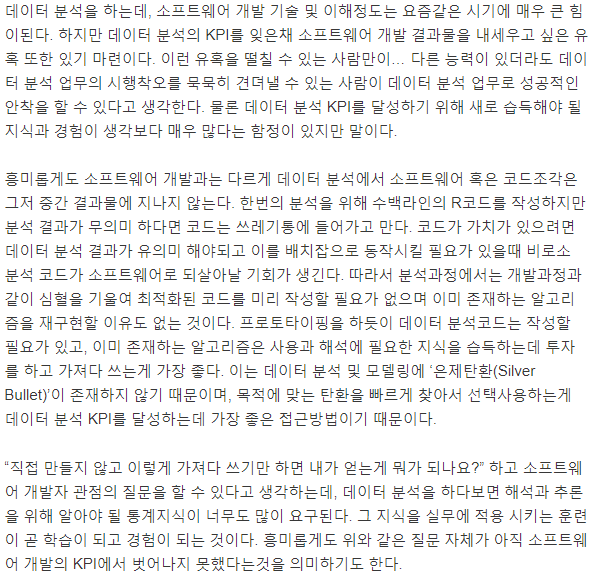 데이터 분석을 하는데, 소프트웨어 개발 기술 및 이해정도는 요즘같은 시기에 매우 큰 힘
이된다. 하지만 데이터 분석의 KPI를 잊은채 소프트웨어 개발 결과물을 내세우고 싶은 유
혹 또한 있기 마련이다. 이런 유혹을 떨칠 수 있는 사람만이... 다른 능력이 있더라도 데이
터 분석 업무의 시행착오를 묵묵히 견뎌낼 수 있는 사람이 데이터 분석 업무로 성공적인
안착을 할 수 있다고 생각한다. 물론 데이터 분석 KPI를 달성하기 위해 새로 습득해야 될
지식과 경험이 생각보다 매우 많다는 함정이 있지만 말이다.
흥미롭게도 소프트웨어 개발과는 다르게 데이터 분석에서 소프트웨어 혹은 코드조각은
그저 중간 결과물에 지나지 않는다. 한번의 분석을 위해 수백라인의 R코드를 작성하지만
분석 결과가 무의미 하다면 코드는 쓰레기통에 들어가고 만다. 코드가 가치가 있으려면
데이터 분석 결과가 유의미 해야되고 이를 배치잡으로 동작시킬 필요가 있을때 비로소
분석 코드가 소프트웨어로 되살아날 기회가 생긴다. 따라서 분석과정에서는 개발과정과
같이 심혈을 기울여 최적화된 코드를 미리 작성할 필요가 없으며 이미 존재하는 알고리
즘을 재구현할 이유도 없는 것이다. 프로토타이핑을 하듯이 데이터 분석코드는 작성할
필요가 있고, 이미 존재하는 알고리즘은 사용과 해석에 필요한 지식을 습득하는데 투자
를 하고 가져다 쓰는게 가장 좋다. 이는 데이터 분석 및 모델링에 ‘은제탄환(Silver
Bullet)’이 존재하지 않기 때문이며, 목적에 맞는 탄환을 빠르게 찾아서 선택사용하는게
데이터 분석 KPI를 달성하는데 가장 좋은 접근방법이기 때문이다.
“직접 만들지 않고 이렇게 가져다 쓰기만 하면 내가 얻는게 뭐가 되나요?” 하고 소프트웨
어 개발자 관점의 질문을 할 수 있다고 생각하는데, 데이터 분석을 하다보면 해석과 추론
을 위해 알아야 될 통계지식이 너무도 많이 요구된다. 그 지식을 실무에 적용 시키는 훈련
이 곧 학습이 되고 경험이 되는 것이다. 흥미롭게도 위와 같은 질문 자체가 아직 소프트웨
어 개발의 KPI에서 벗어나지 못했다는것을 의미하기도 한다.